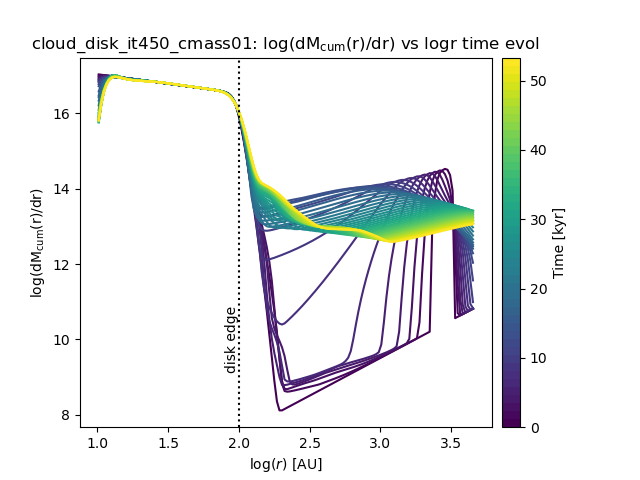 cloud_disk_it450_cmass01: log(dM_cum(r)/dr) vs logr time evol
log(dM_cum(r)/dr)
16
14
12
10
8
disk edge
1.0 1.5 2.0 2.5 3.0 3.5
log(r) [AU]
50
40
30
20
10
0
Time [kyr]